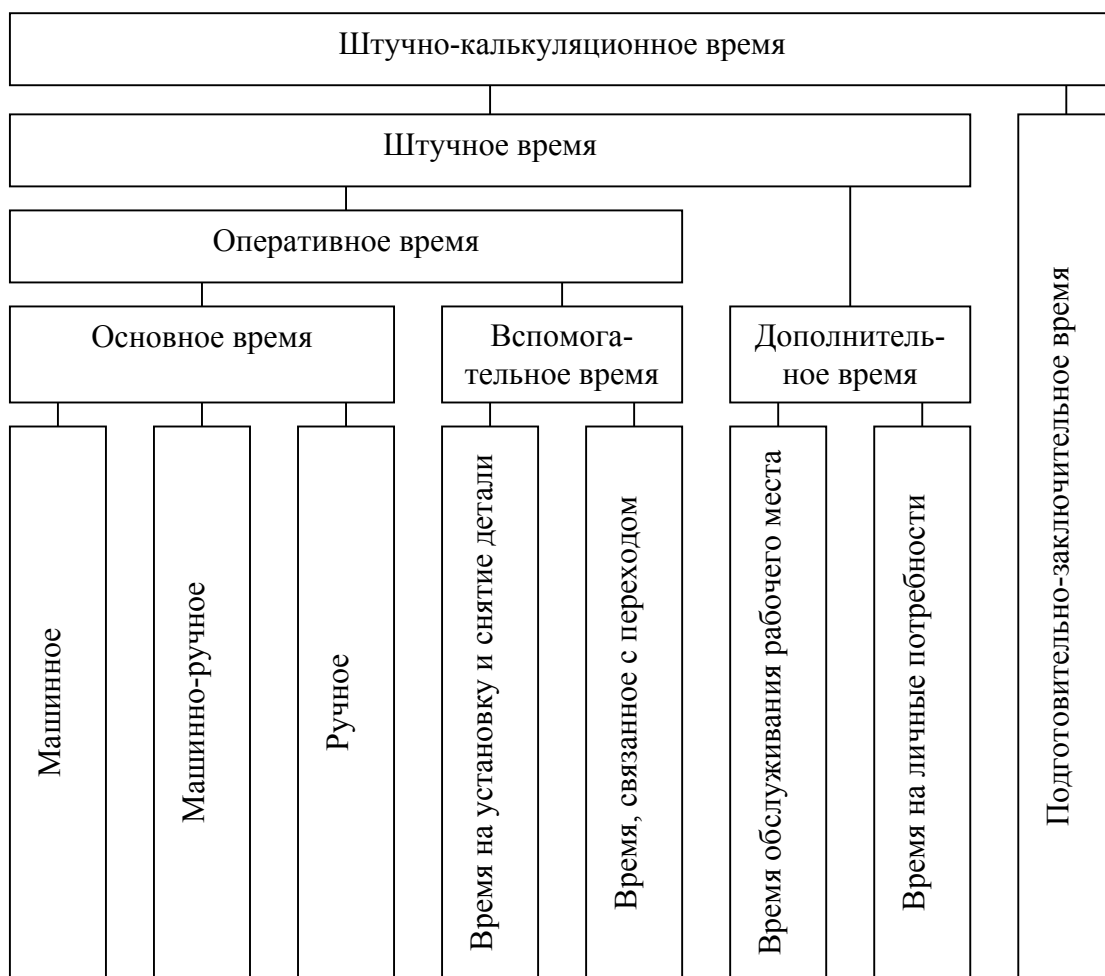 Штучно-калькуляционное время
Штучное время
Оперативное время
Основное время
Вспомога-
тельное время
Дополнитель-
ное время
Машинное
Машинно-ручное
Ручное
Время на установку и снятие детали
Время, связанное с переходом
Время обслуживания рабочего места
Время на личные потребности
Подготовительно-заключительное время